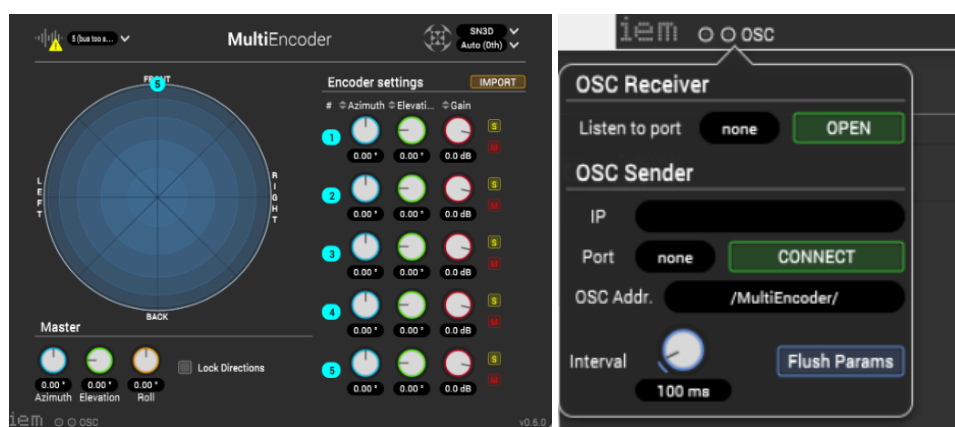 5 (bus too s...
MultiEncoder
SN3D
Auto (0th)
FRONT
5
LEFT
RIGHT
BACK
Encoder settings
IMPORT
# Azimuth Elevati... Gain
1 S
M
0.00° 0.00° 0.0 dB
2 S
M
0.00° 0.00° 0.0 dB
3 S
M
0.00° 0.00° 0.0 dB
4 S
M
0.00° 0.00° 0.0 dB
5 S
M
0.00° 0.00° 0.0 dB
Master
Lock Directions
0.00° 0.00° 0.00°
Azimuth Elevation Roll
iem OSC
v0.6.0
iem OSC
OSC Receiver
Listen to port none OPEN
OSC Sender
IP
Port none CONNECT
OSC Addr. /MultiEncoder/
Interval Flush Params
100 ms